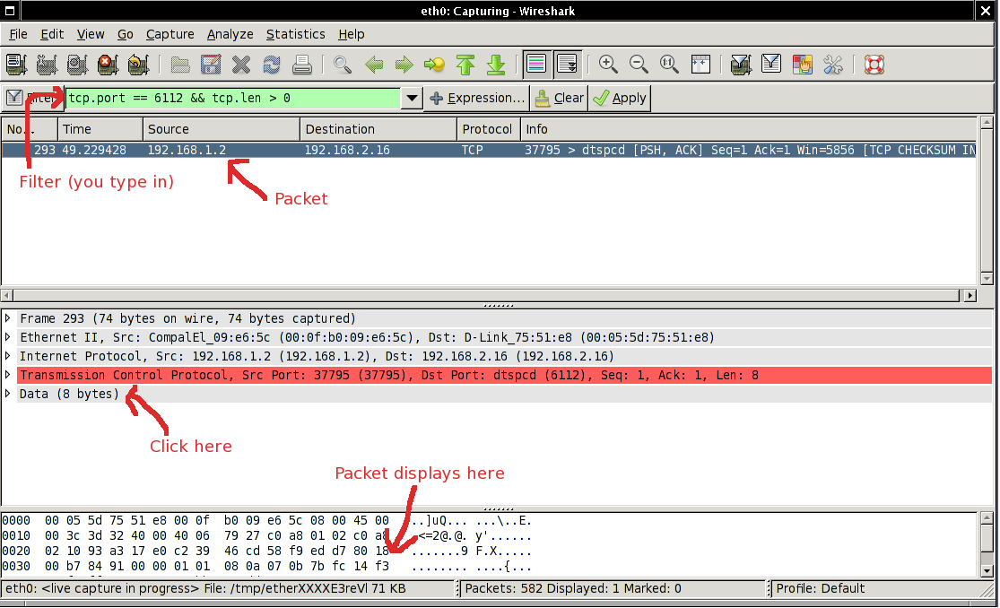 eth0: Capturing - Wireshark
File Edit View Go Capture Analyze Statistics Help
tcp.port == 6112 && tcp.len > 0 Expression... Clear Apply
No. . Time Source Destination Protocol Info
293 49.229428 192.168.1.2 192.168.2.16 TCP 37795 > dtspcd [PSH, ACK] Seq=1 Ack=1 Win=5856 [TCP CHECKSUM IN
Filter (you type in)
Packet
Frame 293 (74 bytes on wire, 74 bytes captured)
Ethernet II, Src: CompalEl_09:e6:5c (00:0f:b0:09:e6:5c), Dst: D-Link_75:51:e8 (00:05:5d:75:51:e8)
Internet Protocol, Src: 192.168.1.2 (192.168.1.2), Dst: 192.168.2.16 (192.168.2.16)
Transmission Control Protocol, Src Port: 37795 (37795), Dst Port: dtspcd (6112), Seq: 1, Ack: 1, Len: 8
Data (8 bytes)
Click here
Packet displays here
0000 00 05 5d 75 51 e8 00 0f b0 09 e6 5c 08 00 45 00 ..]uQ... ...\..E.
0010 00 3c 3d 32 40 00 40 06 79 27 c0 a8 01 02 c0 a8 .<=2@.@. y'......
0020 02 10 93 a3 17 e0 c2 39 46 cd 58 f9 ed d7 80 18 .......9 F.X.....
0030 00 b7 84 91 00 00 01 01 08 0a 07 0b 7b fc 14 f3 ........ ....{...
eth0: <live capture in progress> File: /tmp/etherXXXXE3reVl 71 KB Packets: 582 Displayed: 1 Marked: 0 Profile: Default